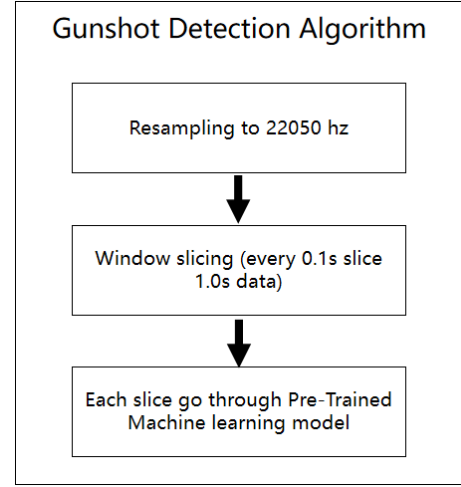 Gunshot Detection Algorithm
Resampling to 22050 hz
Window slicing (every 0.1s slice
1.0s data)
Each slice go through Pre-Trained
Machine learning model